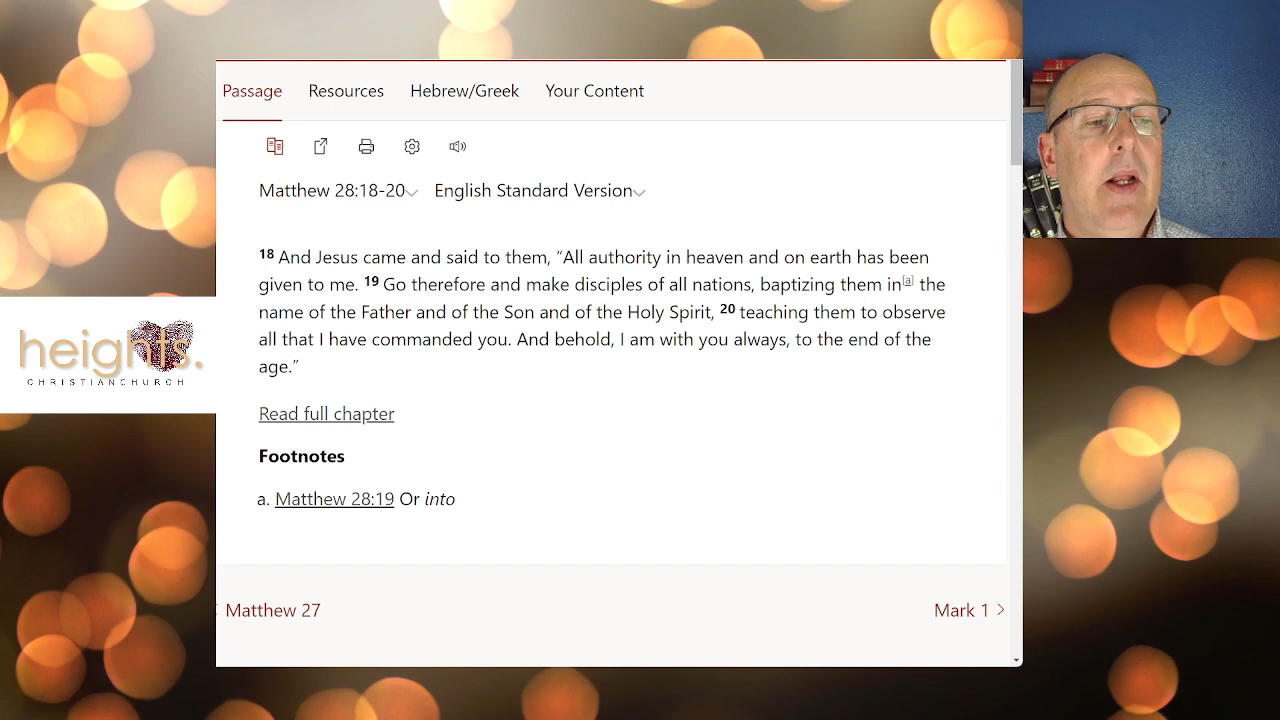 Passage Resources Hebrew/Greek Your Content
Matthew 28:18-20 English Standard Version
18 And Jesus came and said to them, “All authority in heaven and on earth has been
given to me. 19 Go therefore and make disciples of all nations, baptizing them in[a] the
name of the Father and of the Son and of the Holy Spirit, 20 teaching them to observe
all that I have commanded you. And behold, I am with you always, to the end of the
age.”
Read full chapter
Footnotes
a. Matthew 28:19 Or into
Matthew 27
Mark 1
heights.
CHRISTIANCHURCH